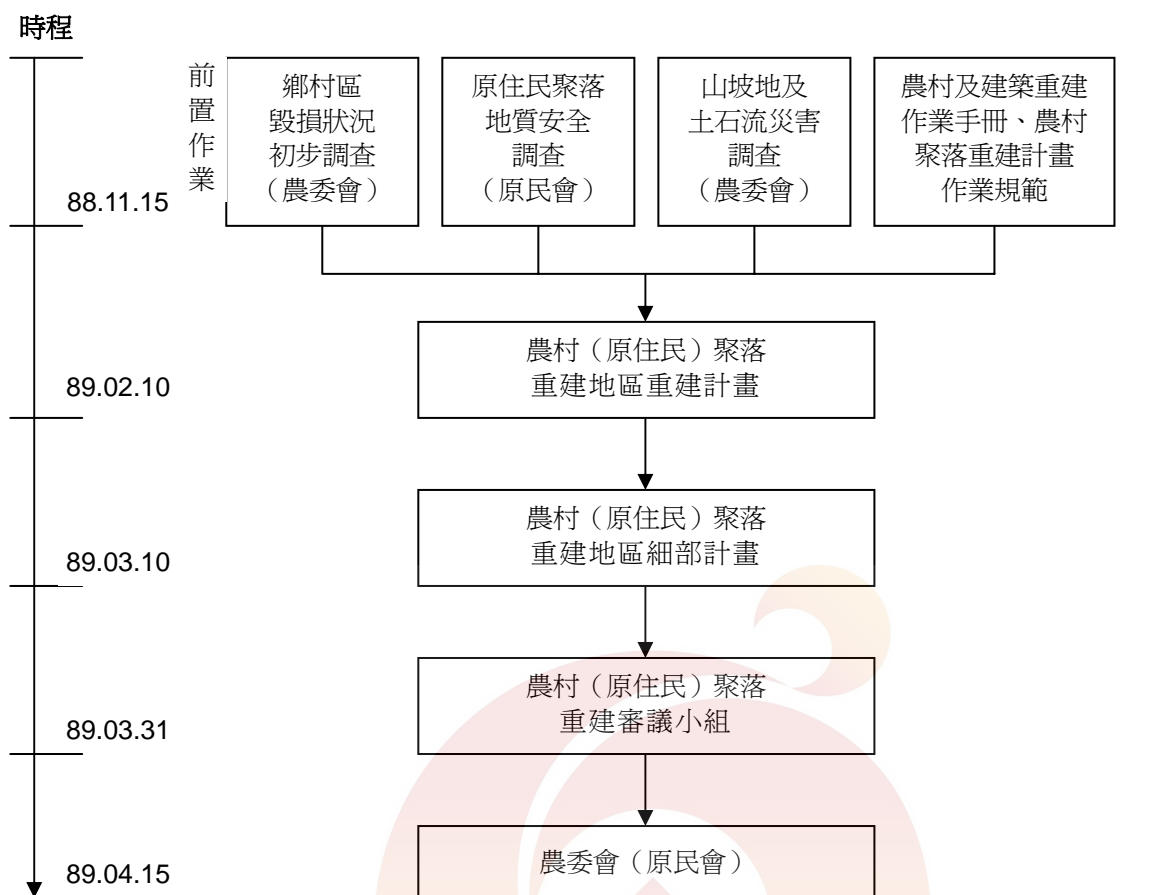 時程
前
置
作
業
鄉村區
毀損狀況
初步調查
（農委會）
原住民聚落
地質安全
調查
（原民會）
山坡地及
土石流災害
調查
（農委會）
農村及建築重建
作業手冊、農村
聚落重建計畫
作業規範
88.11.15
農村（原住民）聚落
重建地區重建計畫
89.02.10
農村（原住民）聚落
重建地區細部計畫
89.03.10
農村（原住民）聚落
重建審議小組
89.03.31
農委會（原民會）
89.04.15